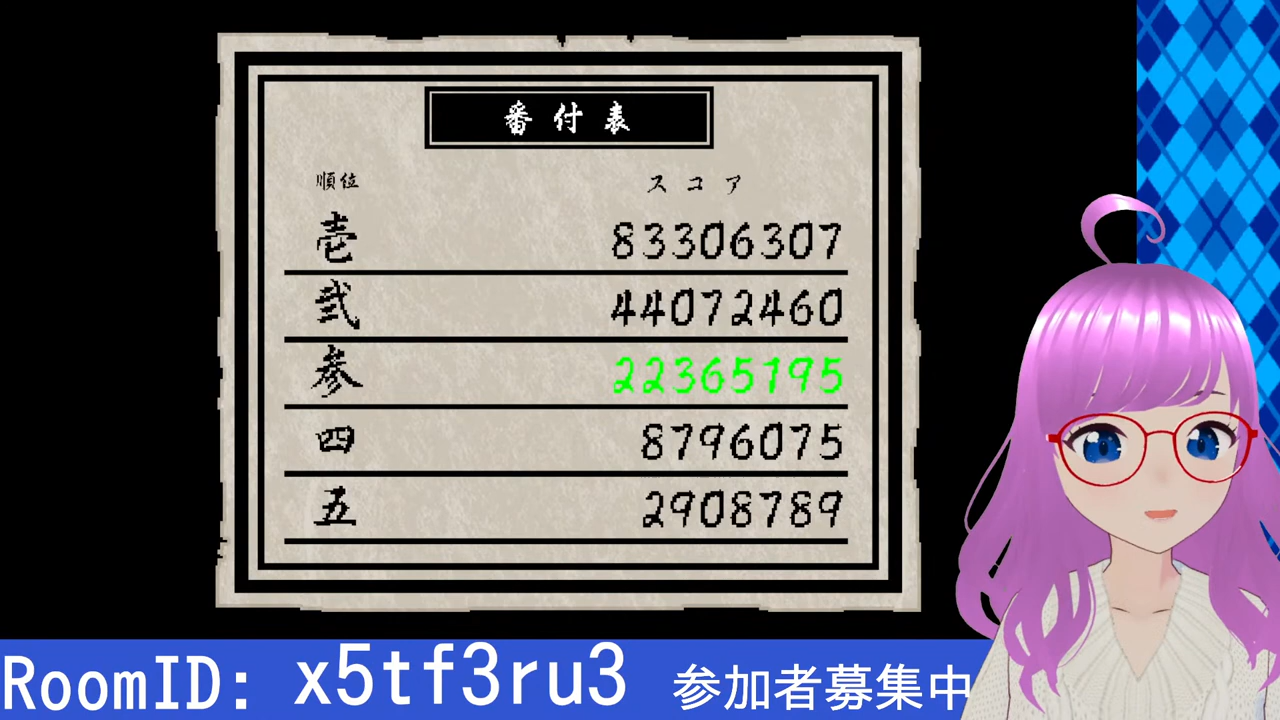 番付表
順位 スコア
壱 83306307
弐 44072460
参 22365195
四 8796075
五 2908789
RoomID: x5tf3ru3 参加者募集中